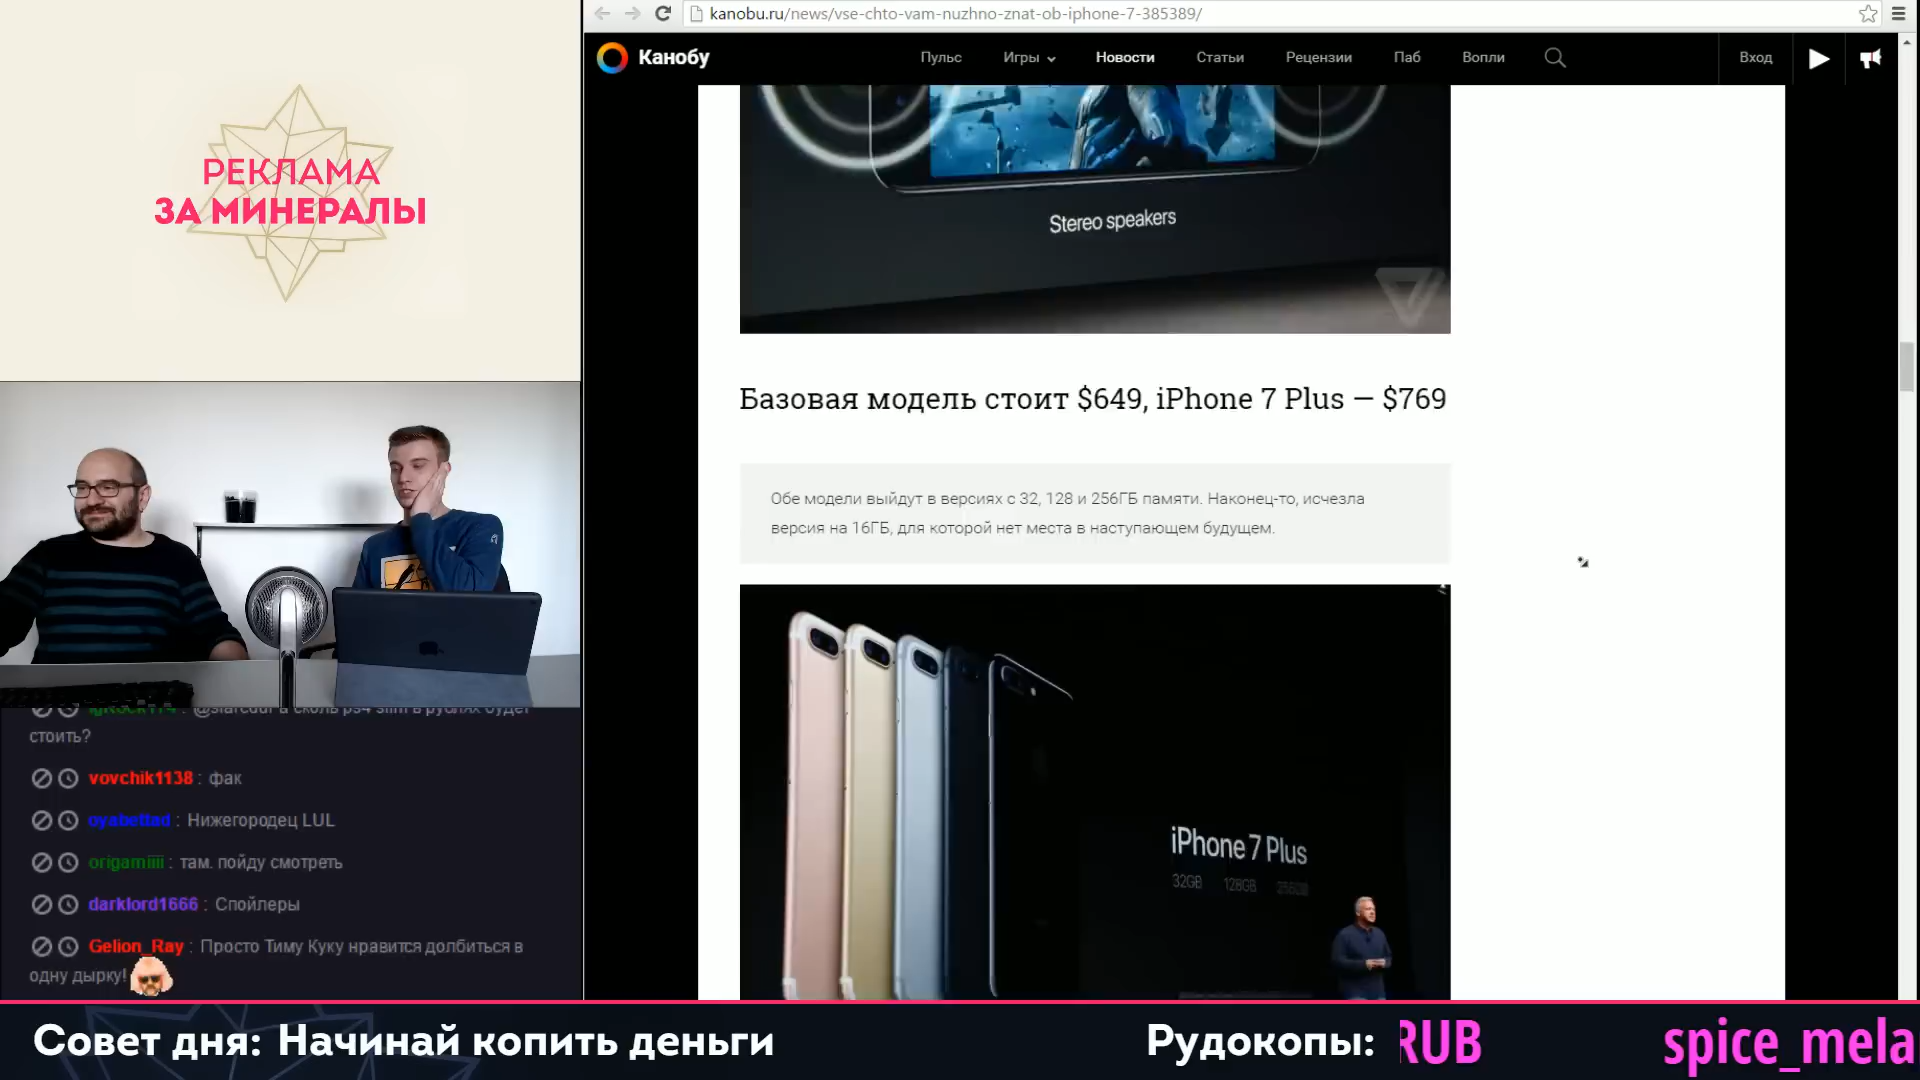 kanobu.ru/news/vse-chto-vam-nuzhno-znat-ob-iphone-7-385389/
Канобу
Пульс
Игры
Новости
Статьи
Рецензии
Паб
Вопли
Вход
РЕКЛАМА
ЗА МИНЕРАЛЫ
Stereo speakers
Базовая модель стоит $649, iPhone 7 Plus — $769
Обе модели выйдут в версиях с 32, 128 и 256ГБ памяти. Наконец-то, исчезла
версия на 16ГБ, для которой нет места в наступающем будущем.
iPhone 7 Plus
32GB 128GB 256GB
стоить?
vovchik1138 : фак
oyabettad : Нижегородец LUL
origamiiii : там. пойду смотреть
darklord1666 : Спойлеры
Gelion_Ray : Просто Тиму Куку нравится долбиться в
одну дырку!
Совет дня: Начинай копить деньги
Рудокопы: RUB spice_mela